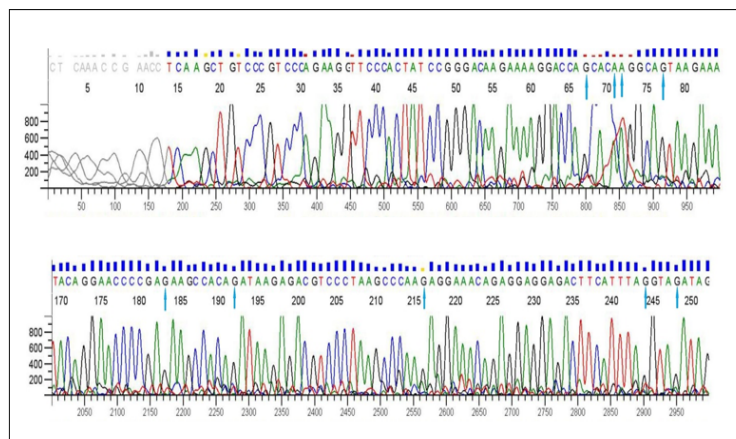 CT CAAACCG AACC TCAAGCTGTCCCGTCCCAGAAGGTTCCCACTATCCGGGACAAGAAAAGGACCAGCACAAGGCAGTAAGAAA
5 10 15 20 25 30 35 40 45 50 55 60 65 70 75 80
800
600
400
200
50 100 150 200 250 300 350 400 450 500 550 600 650 700 750 800 850 900 950
TACAGGAACCCCGAGAAGCCACAGATAAGAGACGTCCCTAAGCCCAAGAGGAAACAGAGGAGGAGACTTCATTTAGGTAGATAG
170 175 180 185 190 195 200 205 210 215 220 225 230 235 240 245 250
800
600
400
200
2050 2100 2150 2200 2250 2300 2350 2400 2450 2500 2550 2600 2650 2700 2750 2800 2850 2900 2950